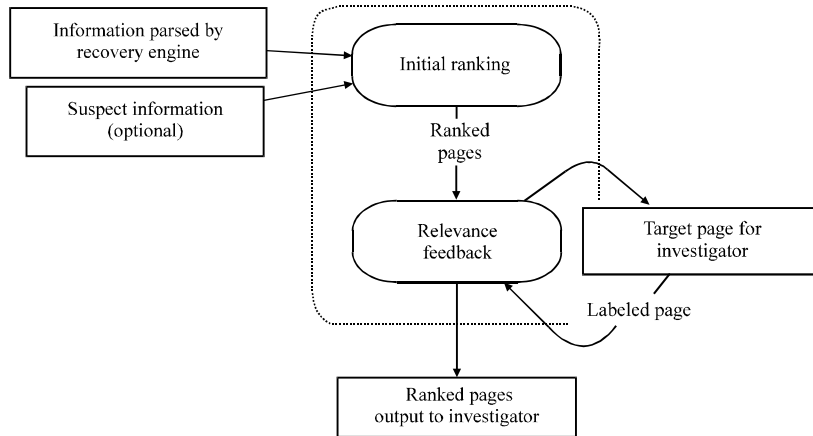 Information parsed by
recovery engine
Initial ranking
Suspect information
(optional)
Ranked
pages
Relevance
feedback
Target page for
investigator
Labeled page
Ranked pages
output to investigator